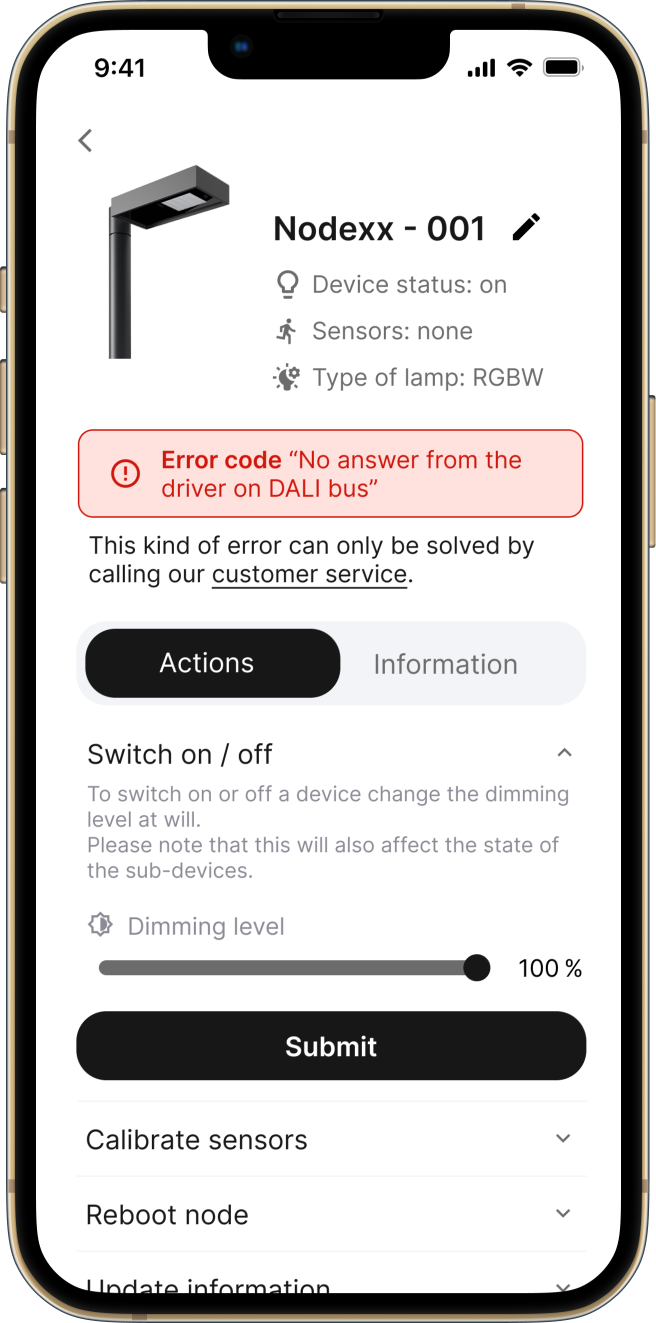 9:41
Nodexx - 001
Device status: on
Sensors: none
Type of lamp: RGBW
Error code “No answer from the
driver on DALI bus”
This kind of error can only be solved by
calling our customer service.
Actions
Information
Switch on / off
To switch on or off a device change the dimming
level at will.
Please note that this will also affect the state of
the sub-devices.
Dimming level
100 %
Submit
Calibrate sensors
Reboot node
Update information